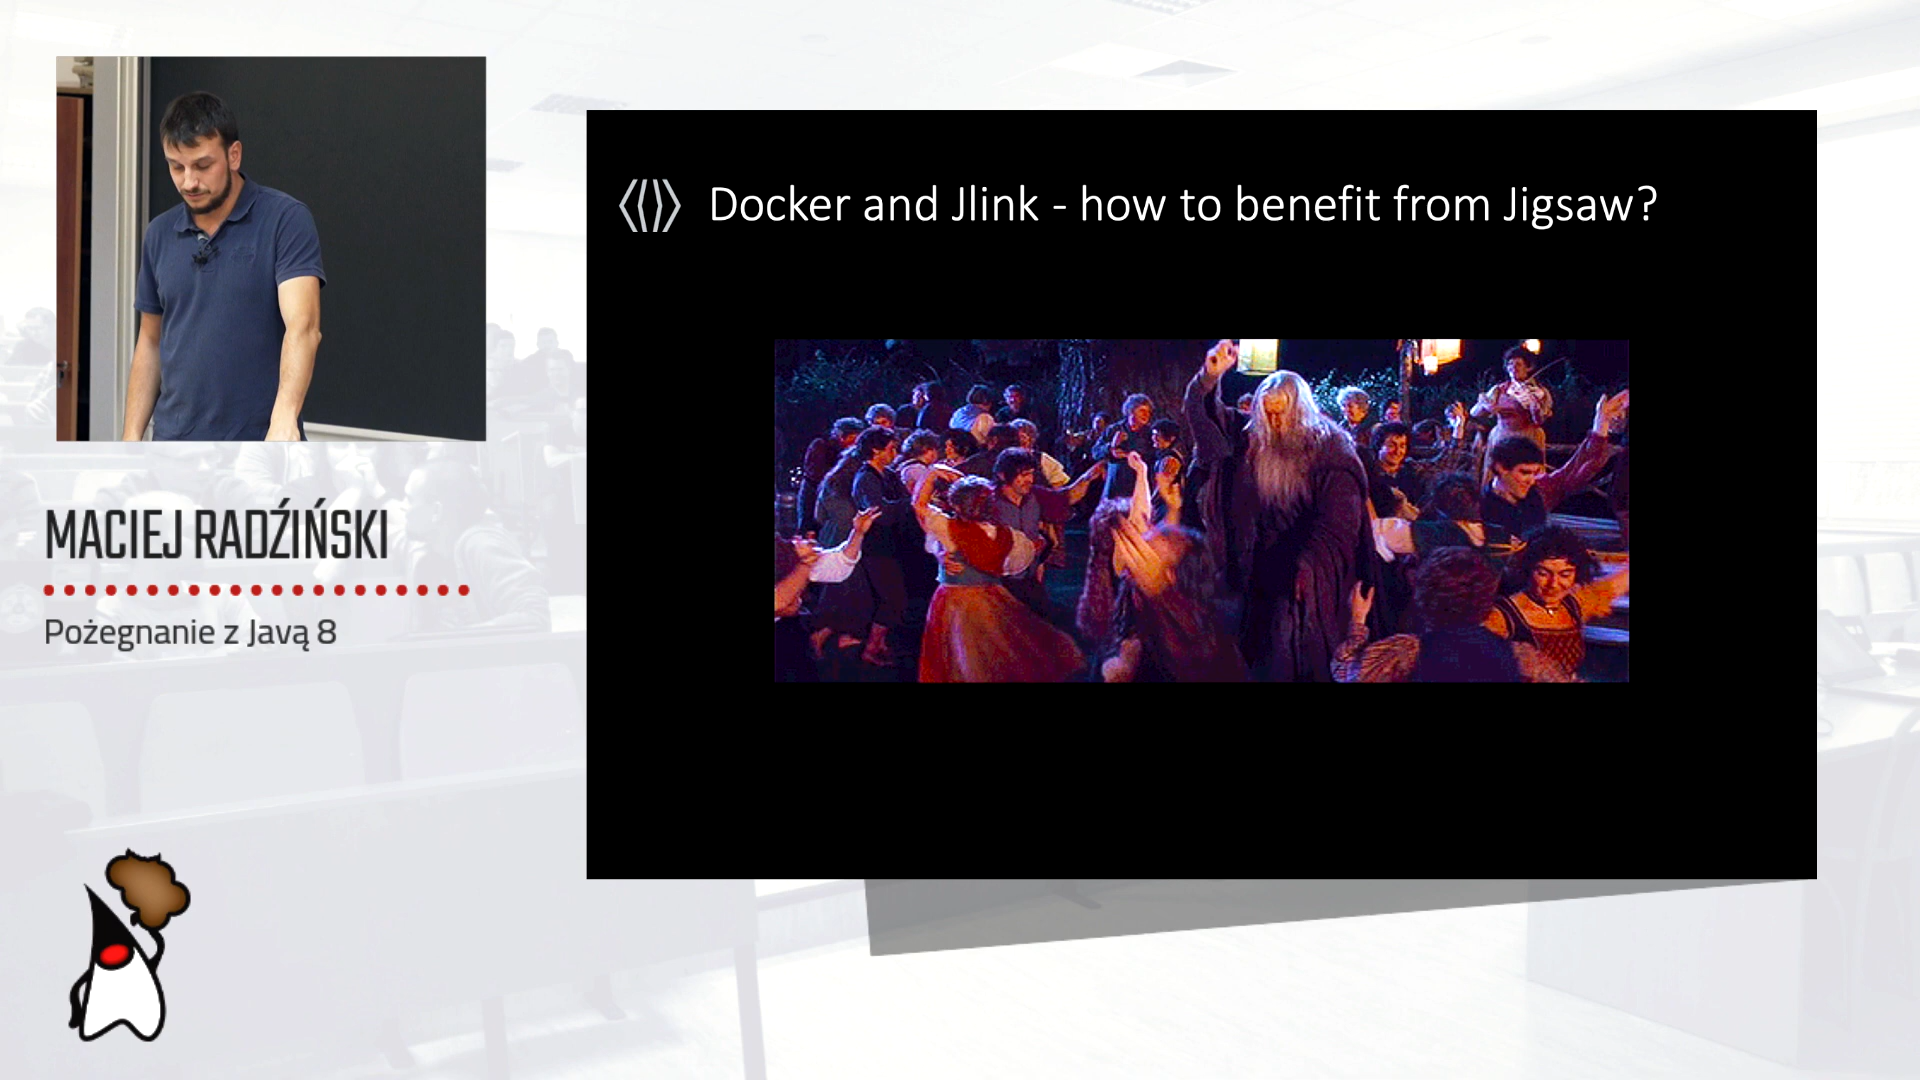 Docker and Jlink - how to benefit from Jigsaw?
MACIEJ RADŹIŃSKI
Pożegnanie z Javą 8